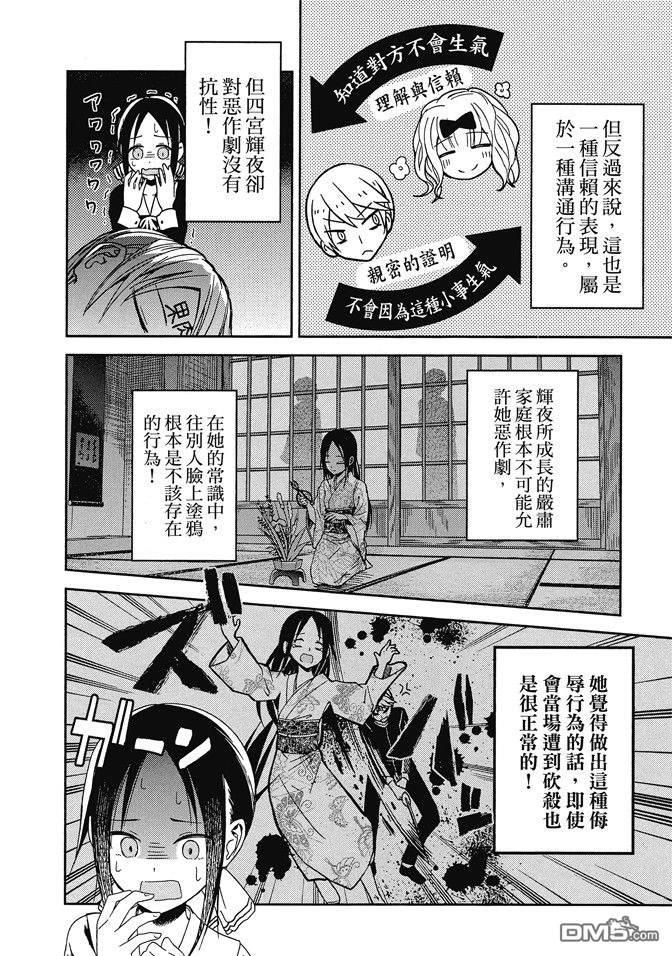 但反過來說，這也是
一種信賴的表現，屬
於一種溝通行為。
知道對方不會生氣
理解與信賴
親密的證明
不會因為這種小事生氣
但四宮輝夜卻
對惡作劇沒有
抗性！
アワワワワワ
果肉
輝夜所成長的嚴肅
家庭根本不可能允
許她惡作劇，
在她的常識中，
往別人臉上塗鴉
根本是不該存在
的行為！
她覺得做出這種侮
辱行為的話，即使
會當場遭到砍殺也
是很正常的！
ズバーッ
ガーン
DM5.com